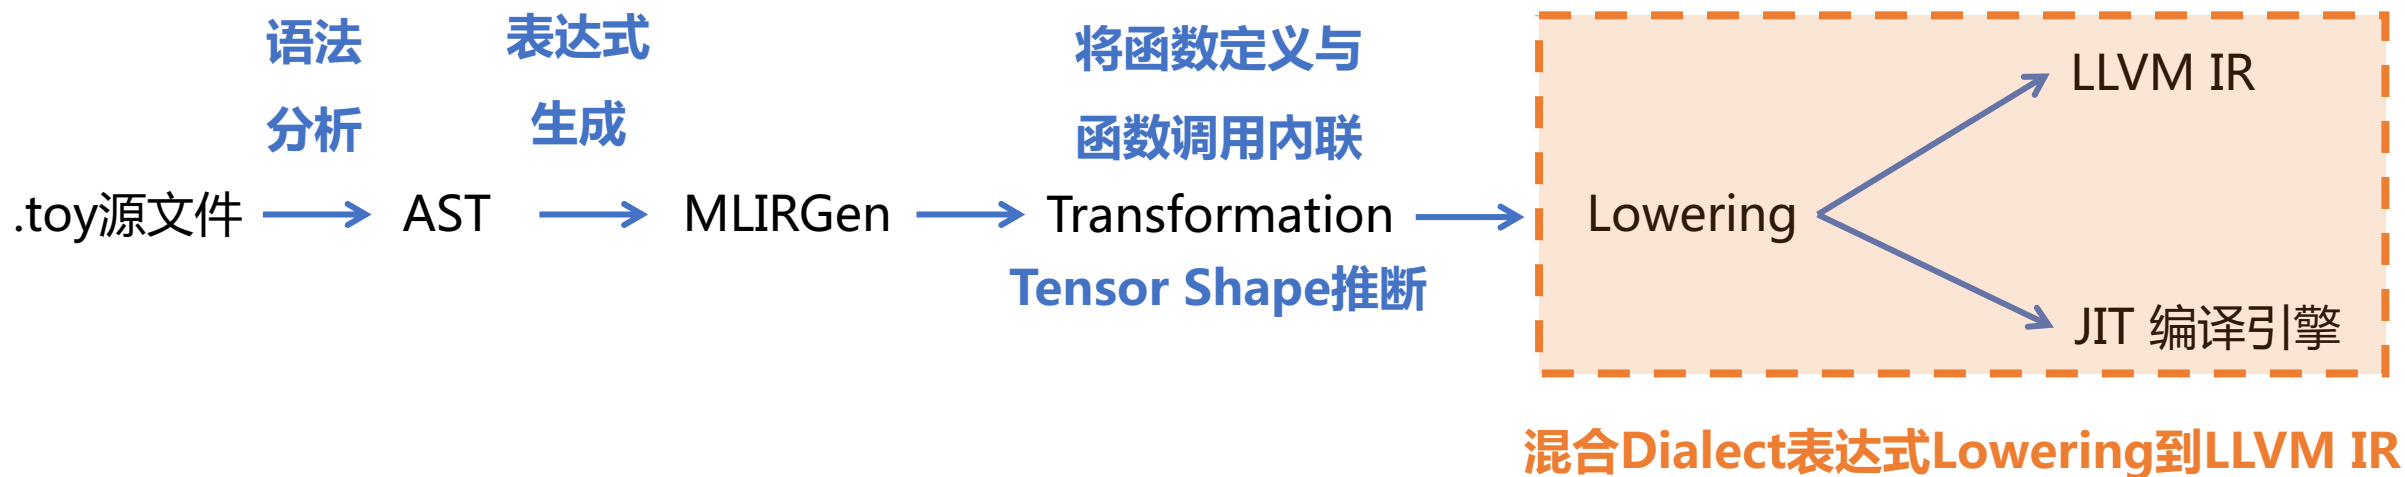 语法
分析
表达式
生成
将函数定义与
函数调用内联
.toy源文件
AST
MLIRGen
Transformation
Tensor Shape推断
Lowering
LLVM IR
JIT 编译引擎
混合Dialect表达式Lowering到LLVM IR